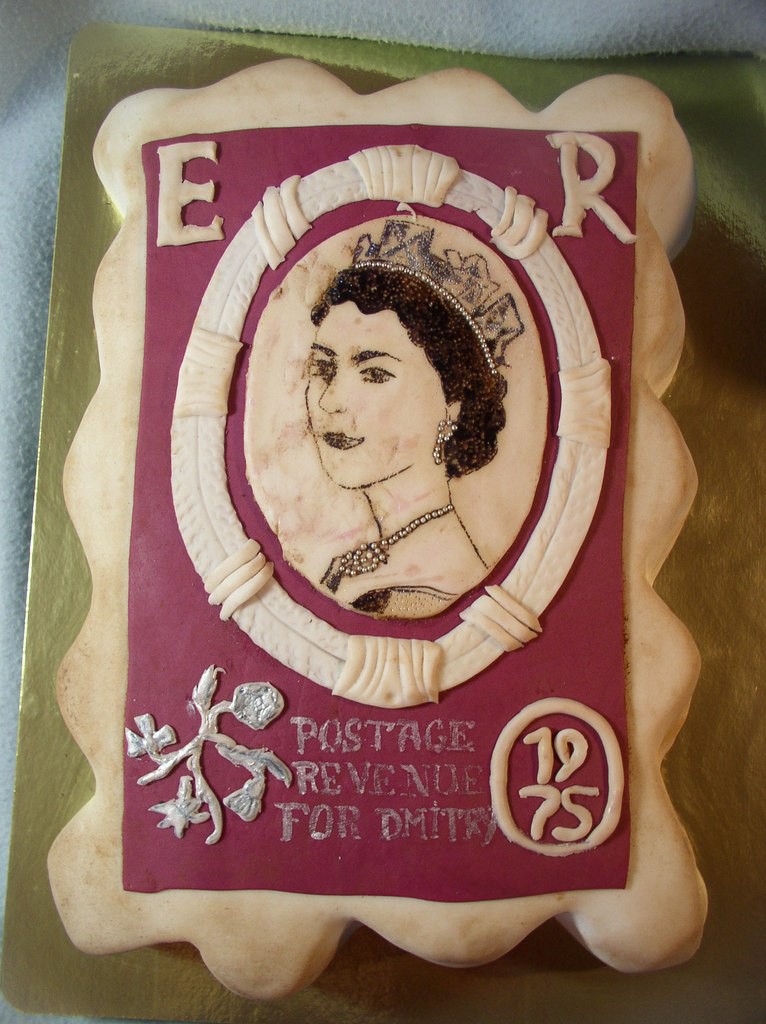 E R
POSTAGE
REVENUE
FOR DMITRY
19
75